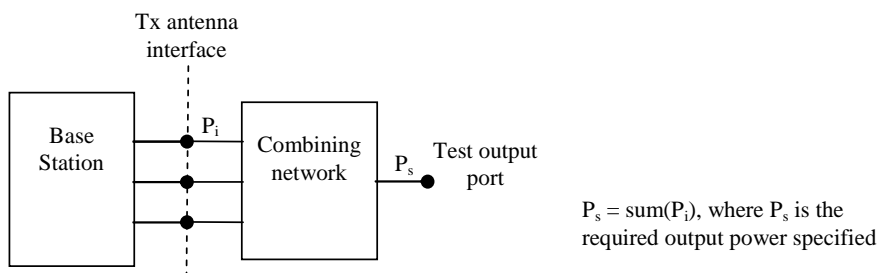 Tx antenna
interface
Base
Station
P_i
Combining
network
P_s
Test output
port
P_s = sum(P_i), where P_s is the
required output power specified